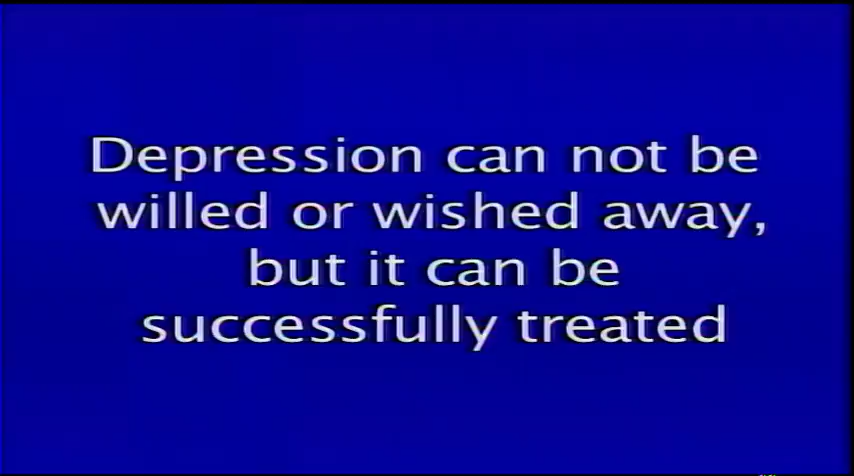 Depression can not be
willed or wished away,
but it can be
successfully treated